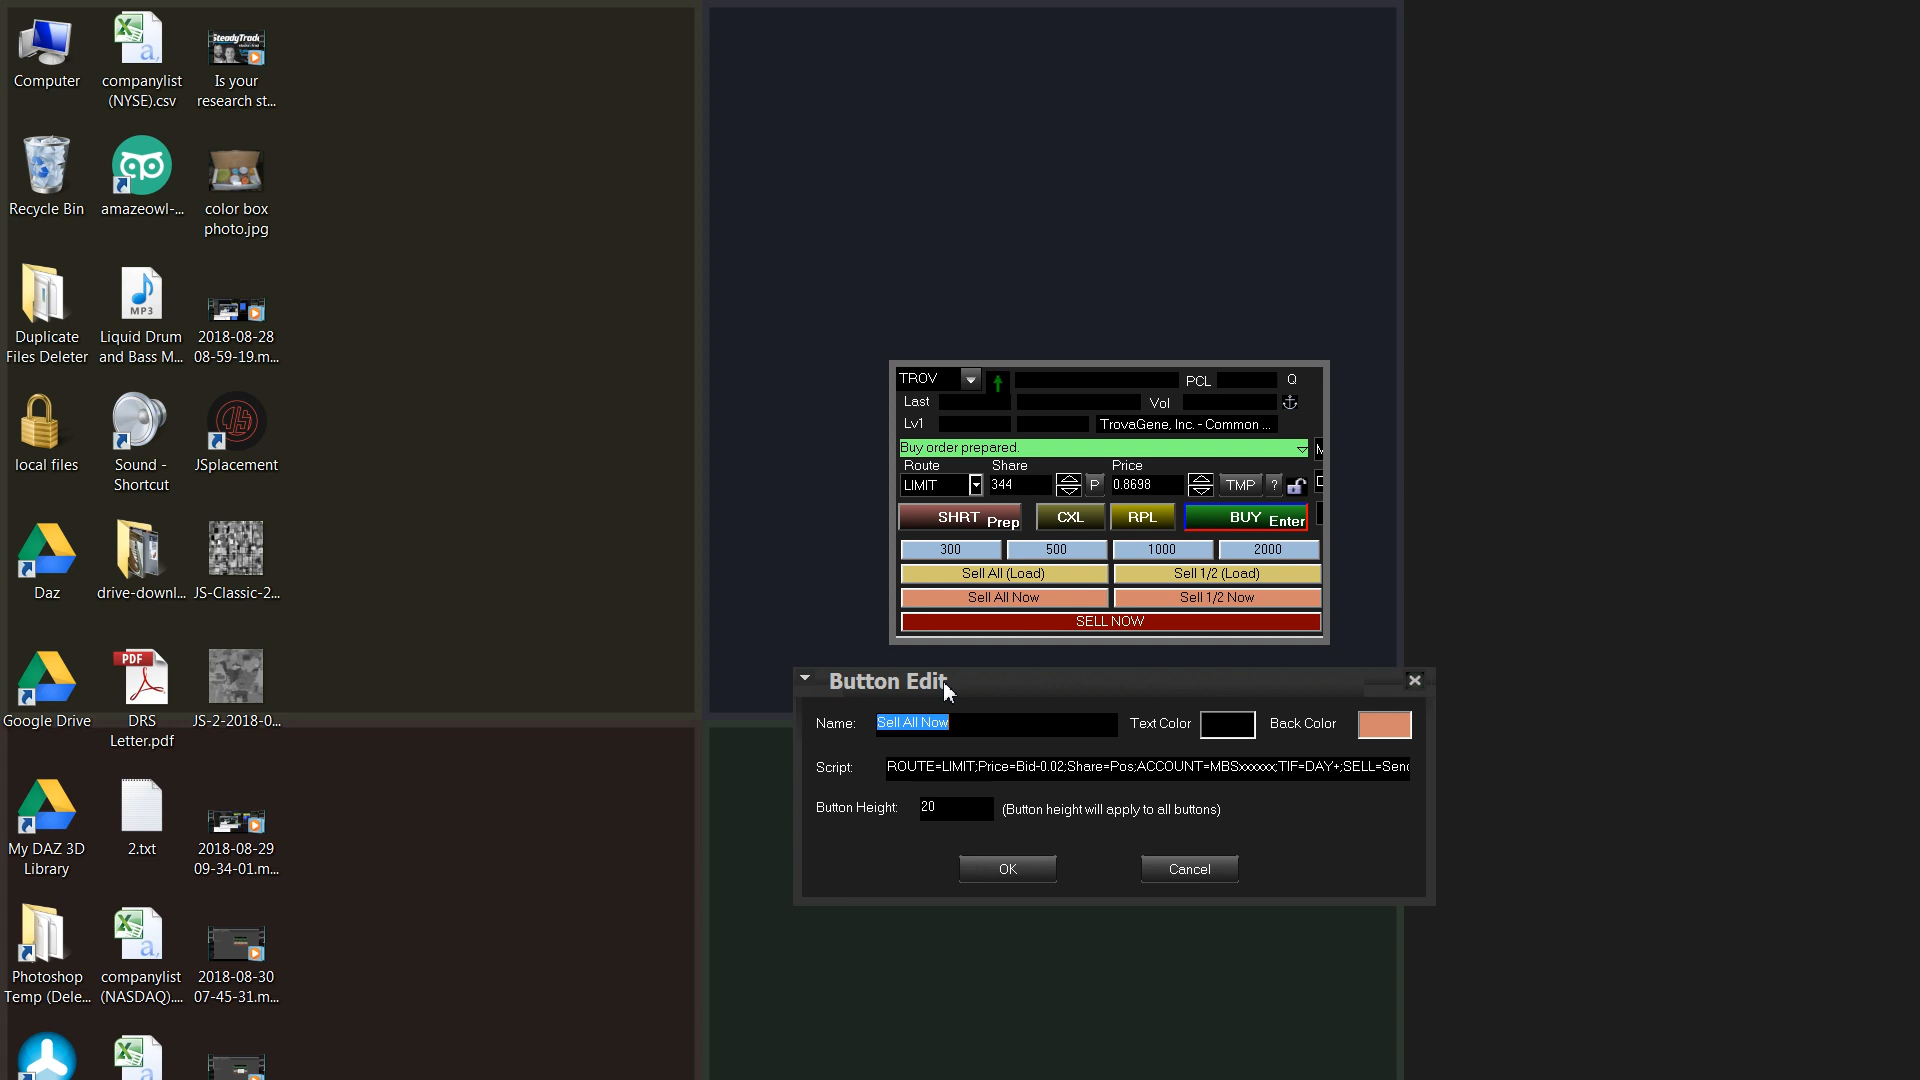 Computer
companylist
(NYSE).csv
SteadyTrade
Is your
research st...
Recycle Bin
amazeowl-...
color box
photo.jpg
Duplicate
Files Deleter
MP3
Liquid Drum
and Bass M...
2018-08-28
08-59-19.m...
local files
Sound -
Shortcut
JSplacement
Daz
drive-downl...
JS-Classic-2...
Google Drive
PDF
DRS
Letter.pdf
JS-2-2018-0...
My DAZ 3D
Library
2.txt
2018-08-29
09-34-01.m...
Photoshop
Temp (Dele...
companylist
(NASDAQ)....
2018-08-30
07-45-31.m...
TROV
PCL
Q
Last
Vol
Lv1
TrovaGene, Inc. - Common ...
Buy order prepared.
Route
Share
Price
LIMIT
344
P
0.8698
TMP
?
SHRT Prep
CXL
RPL
BUY Enter
300
500
1000
2000
Sell All (Load)
Sell 1/2 (Load)
Sell All Now
Sell 1/2 Now
SELL NOW
Button Edit
Name:
Sell All Now
Text Color
Back Color
Script:
ROUTE=LIMIT;Price=Bid-0.02;Share=Pos;ACCOUNT=MBSxxxxxx;TIF=DAY+;SELL=Send
Button Height:
20
(Button height will apply to all buttons)
OK
Cancel